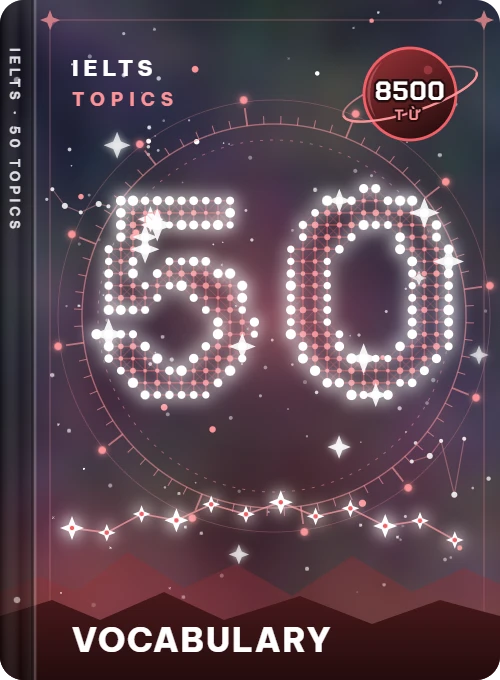 IELTS · 50 TOPICS
IELTS
TOPICS
8500
TỪ
50
VOCABULARY